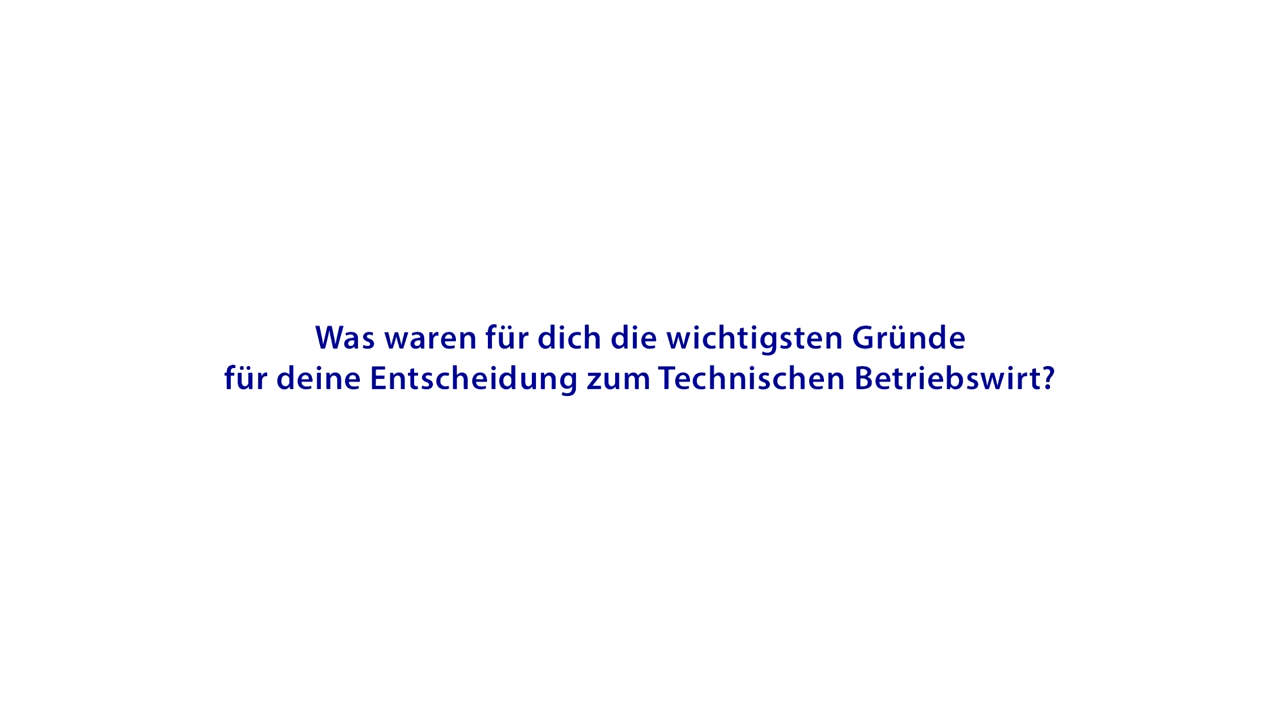 Was waren für dich die wichtigsten Gründe
für deine Entscheidung zum Technischen Betriebswirt?